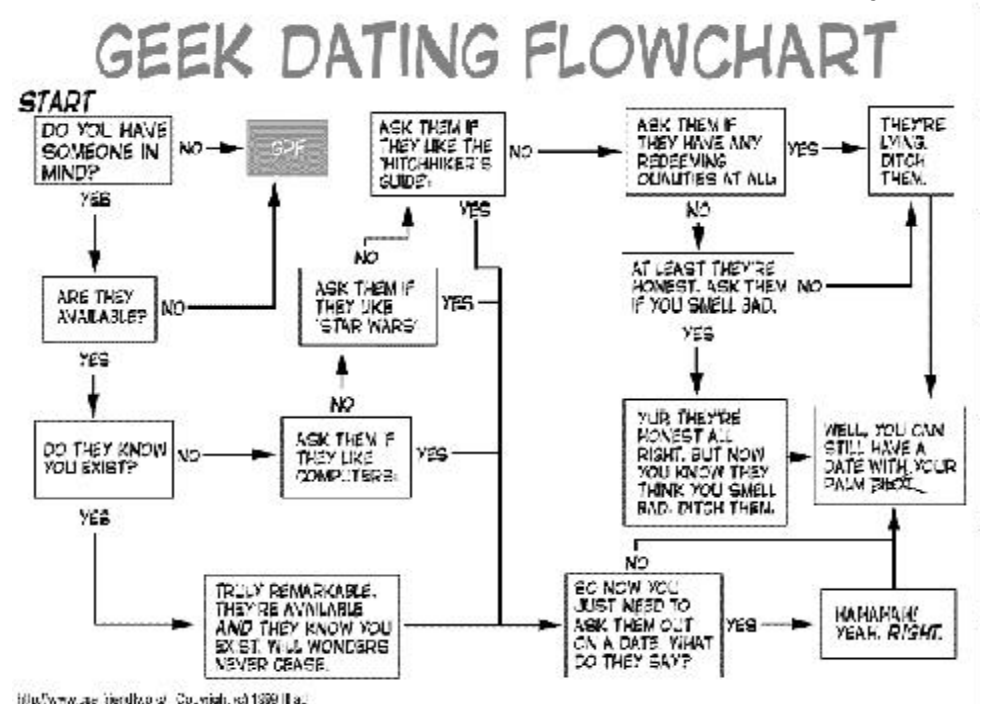 GEEK DATING FLOWCHART
START
DO YOU HAVE
SOMEONE IN
MIND?
NO
GPF
YES
ARE THEY
AVAILABLE?
NO
YES
DO THEY KNOW
YOU EXIST?
NO
YES
ASK THEM IF
THEY LIKE
COMPUTERS.
YES
NO
ASK THEM IF
THEY LIKE
'STAR WARS'
YES
NO
ASK THEM IF
THEY LIKE THE
'HITCHHIKER'S
GUIDE'.
NO
YES
ASK THEM IF
THEY HAVE ANY
REDEEMING
QUALITIES AT ALL.
YES
NO
THEY'RE
LYING.
DITCH
THEM.
AT LEAST THEY'RE
HONEST. ASK THEM
IF YOU SMELL BAD.
NO
YES
YUP, THEY'RE
HONEST ALL
RIGHT. BUT NOW
YOU KNOW THEY
THINK YOU SMELL
BAD. DITCH THEM.
WELL, YOU CAN
STILL HAVE A
DATE WITH YOUR
PALM PILOT.
TRULY REMARKABLE.
THEY'RE AVAILABLE
AND THEY KNOW YOU
EXIST. WILL WONDERS
NEVER CEASE.
SO NOW YOU
JUST NEED TO
ASK THEM OUT
ON A DATE. WHAT
DO THEY SAY?
NO
YES
HAHAHAH!
YEAH. RIGHT.
Copyright (c) 1999 Illiad